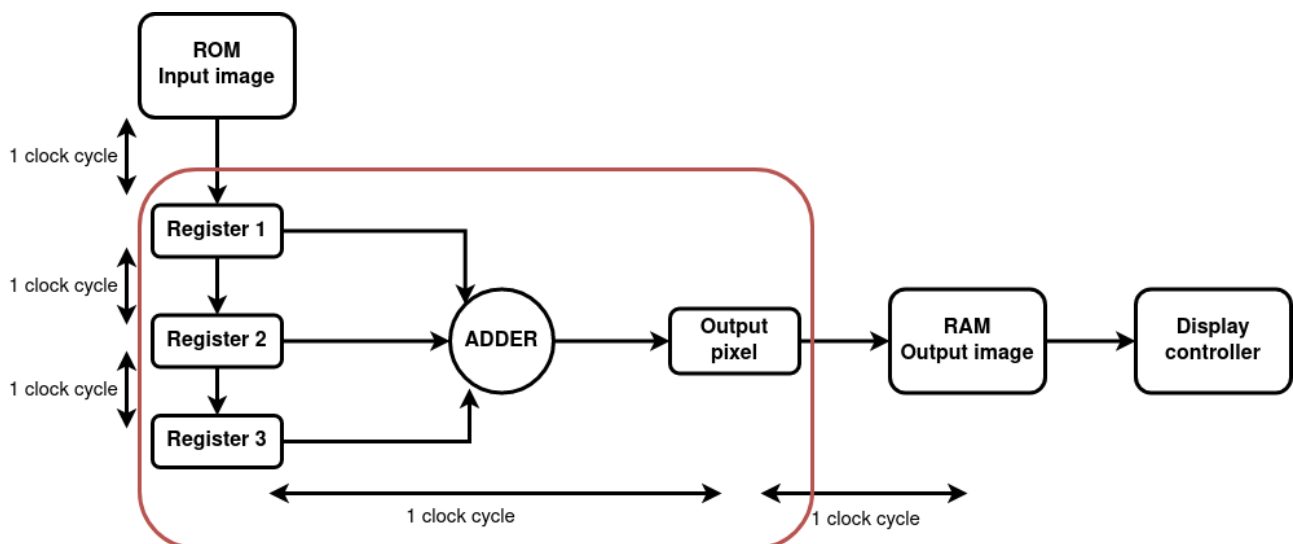 ROM
Input image
1 clock cycle
Register 1
1 clock cycle
Register 2
ADDER
Output
pixel
RAM
Output image
Display
controller
1 clock cycle
Register 3
1 clock cycle
1 clock cycle